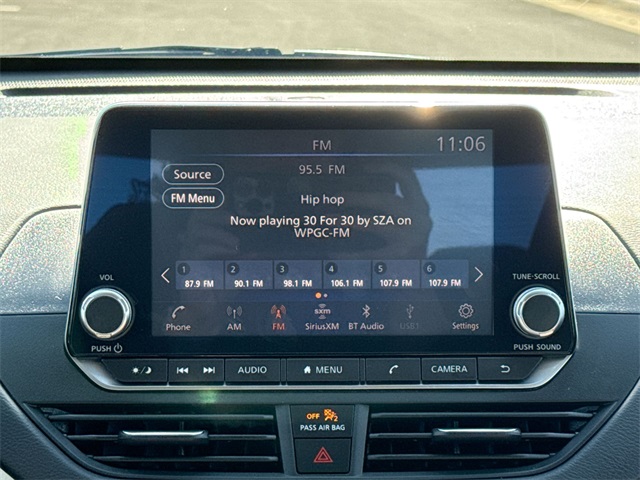 FM
11:06
Source
95.5 FM
FM Menu
Hip hop
Now playing 30 For 30 by SZA on
WPGC-FM
1 2 3 4 5 6
87.9 FM 90.1 FM 98.1 FM 106.1 FM 107.9 FM 107.9 FM
VOL
TUNE·SCROLL
sxm
Phone AM FM SiriusXM BT Audio USB1 Settings
PUSH
PUSH SOUND
AUDIO MENU CAMERA
OFF 2
PASS AIR BAG